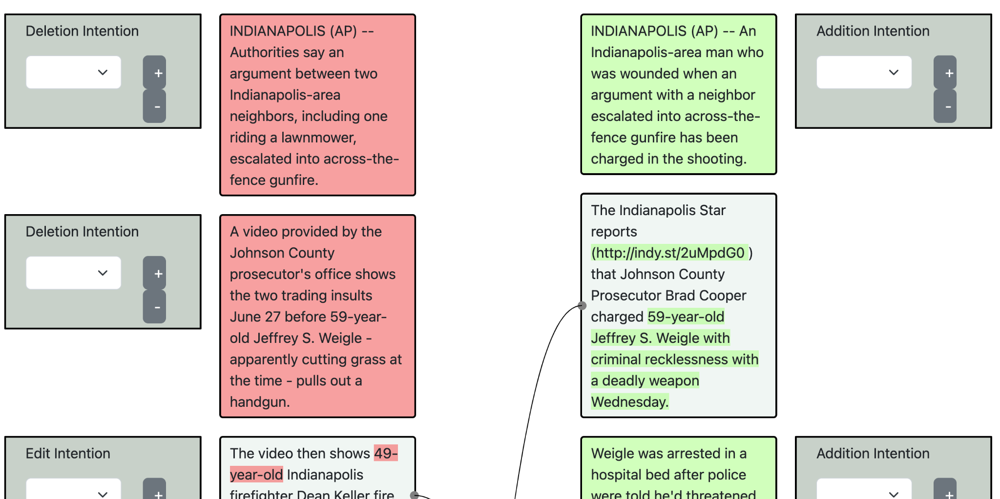 Deletion Intention
+
-
INDIANAPOLIS (AP) --
Authorities say an
argument between two
Indianapolis-area
neighbors, including one
riding a lawnmower,
escalated into across-the-
fence gunfire.
INDIANAPOLIS (AP) -- An
Indianapolis-area man who
was wounded when an
argument with a neighbor
escalated into across-the-
fence gunfire has been
charged in the shooting.
Addition Intention
+
-
Deletion Intention
+
-
A video provided by the
Johnson County
prosecutor's office shows
the two trading insults
June 27 before 59-year-
old Jeffrey S. Weigle -
apparently cutting grass at
the time - pulls out a
handgun.
The Indianapolis Star
reports
(http://indy.st/2uMpdG0 )
that Johnson County
Prosecutor Brad Cooper
charged 59-year-old
Jeffrey S. Weigle with
criminal recklessness with
a deadly weapon
Wednesday.
Edit Intention
+
The video then shows 49-
year-old Indianapolis
firefighter Dean Keller fire
Weigle was arrested in a
hospital bed after police
were told he'd threatened
Addition Intention
+